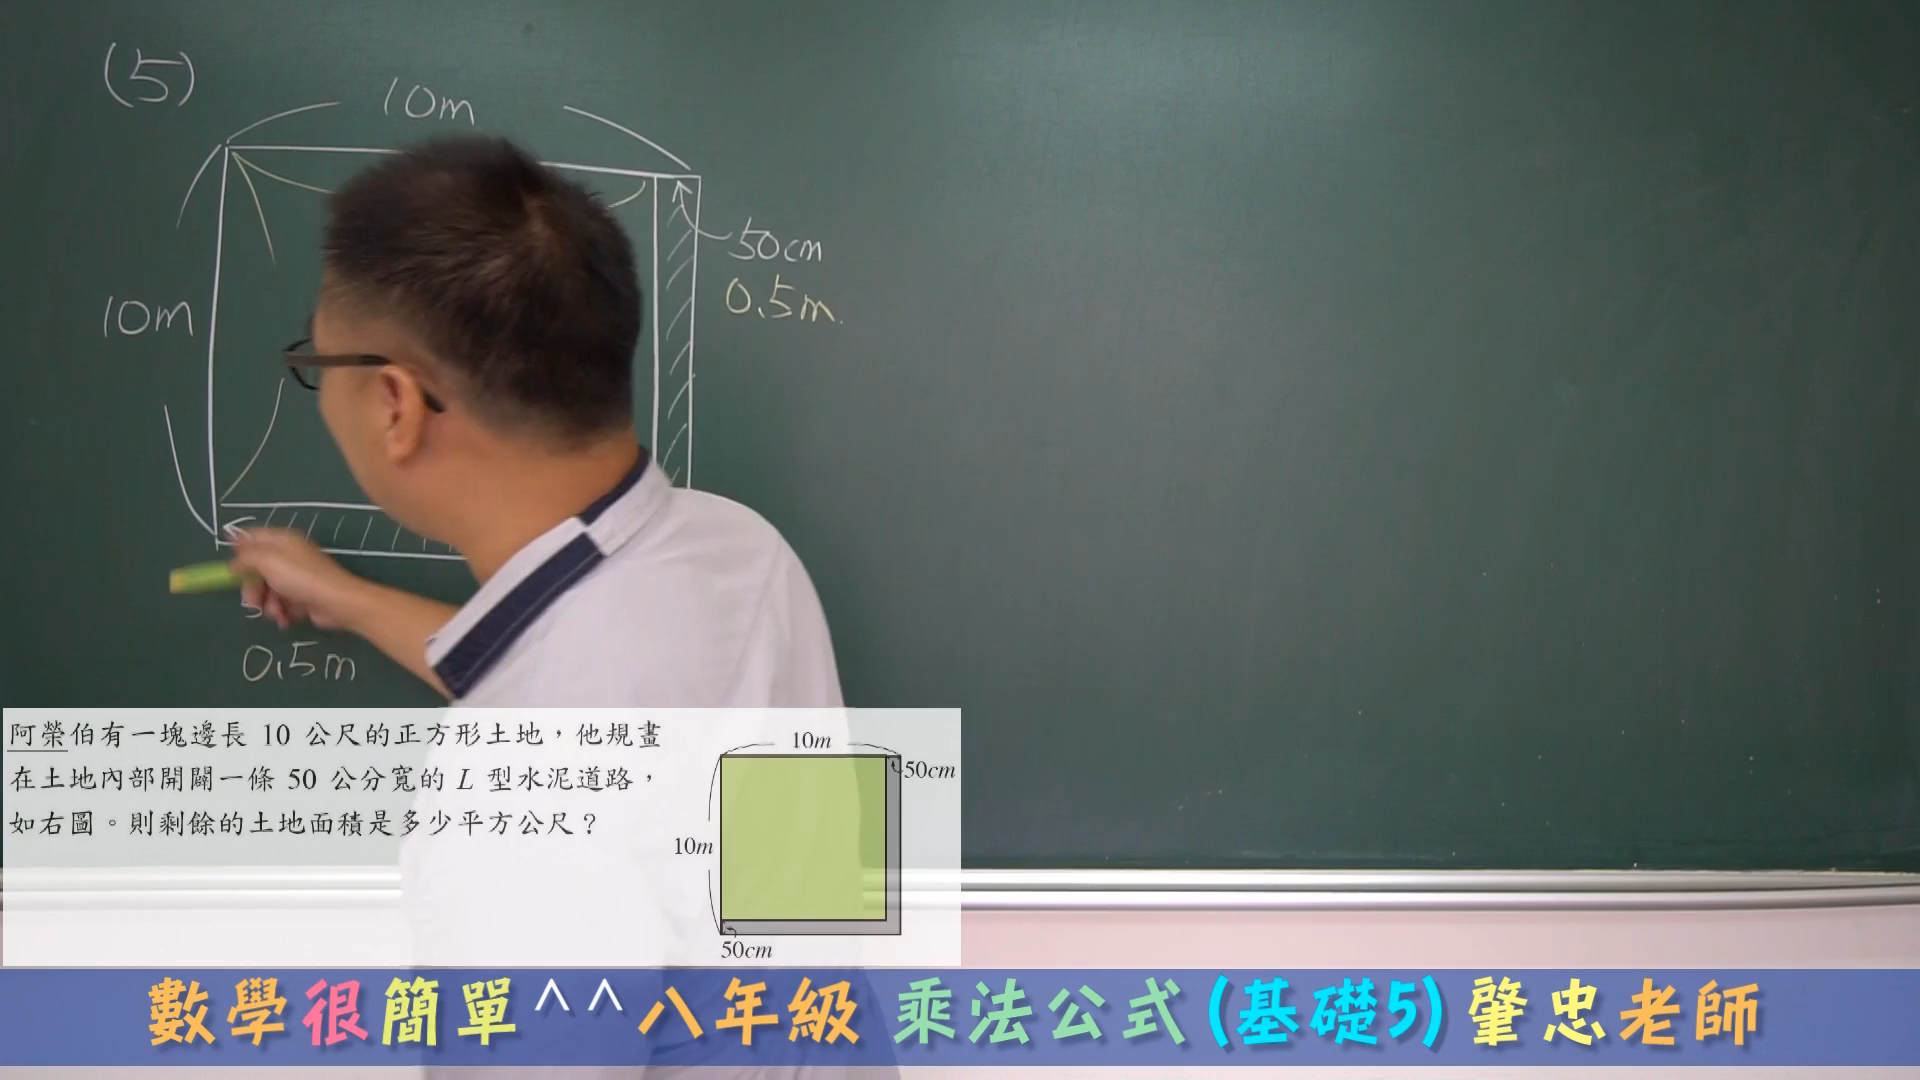 (5)
10m
50cm
0.5m.
10m
0.5m
阿榮伯有一塊邊長 10 公尺的正方形土地，他規畫
在土地內部開闢一條 50 公分寬的 L 型水泥道路，
如右圖。則剩餘的土地面積是多少平方公尺？
10m
50cm
10m
50cm
數學很簡單^^八年級 乘法公式(基礎5)肇忠老師